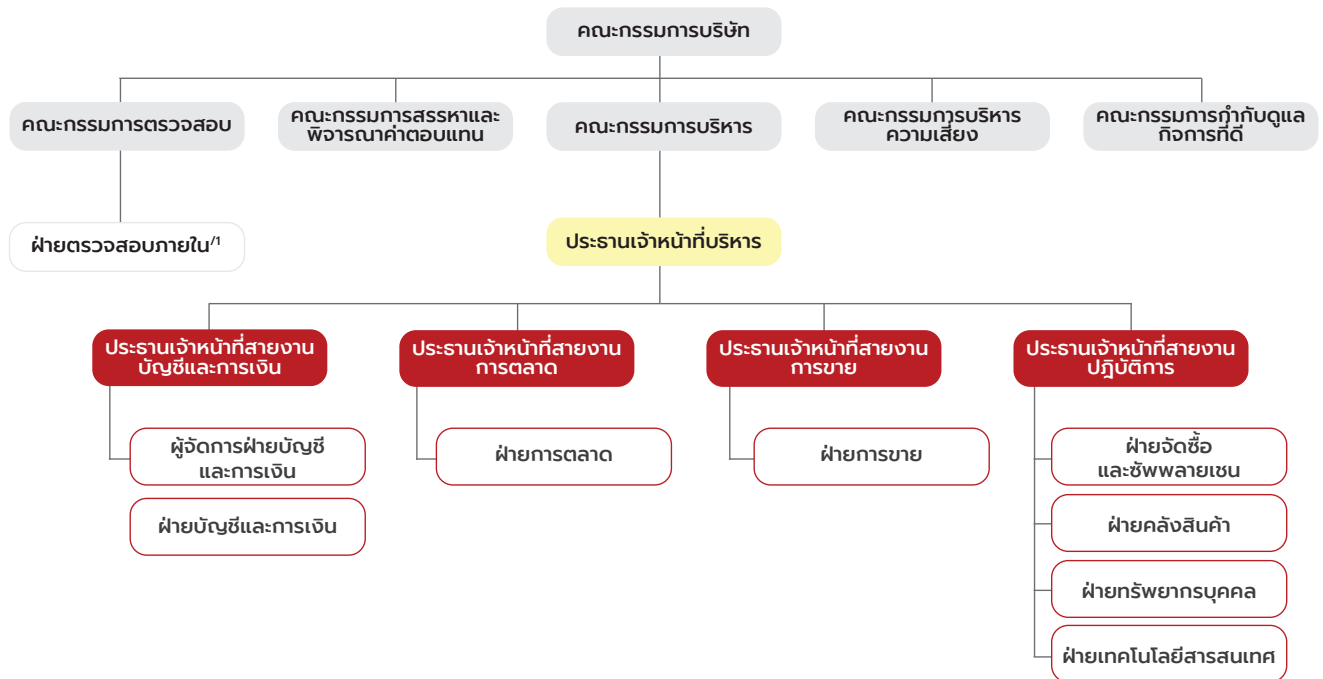 คณะกรรมการบริษัท
คณะกรรมการตรวจสอบ
คณะกรรมการสรรหาและ
พิจารณาค่าตอบแทน
คณะกรรมการบริหาร
คณะกรรมการบริหาร
ความเสี่ยง
คณะกรรมการกำกับดูแล
กิจการที่ดี
ฝ่ายตรวจสอบภายใน/1
ประธานเจ้าหน้าที่บริหาร
ประธานเจ้าหน้าที่สายงาน
บัญชีและการเงิน
ประธานเจ้าหน้าที่สายงาน
การตลาด
ประธานเจ้าหน้าที่สายงาน
การขาย
ประธานเจ้าหน้าที่สายงาน
ปฎิบัติการ
ผู้จัดการฝ่ายบัญชี
และการเงิน
ฝ่ายการตลาด
ฝ่ายการขาย
ฝ่ายจัดซื้อ
และซัพพลายเชน
ฝ่ายบัญชีและการเงิน
ฝ่ายคลังสินค้า
ฝ่ายทรัพยากรบุคคล
ฝ่ายเทคโนโลยีสารสนเทศ